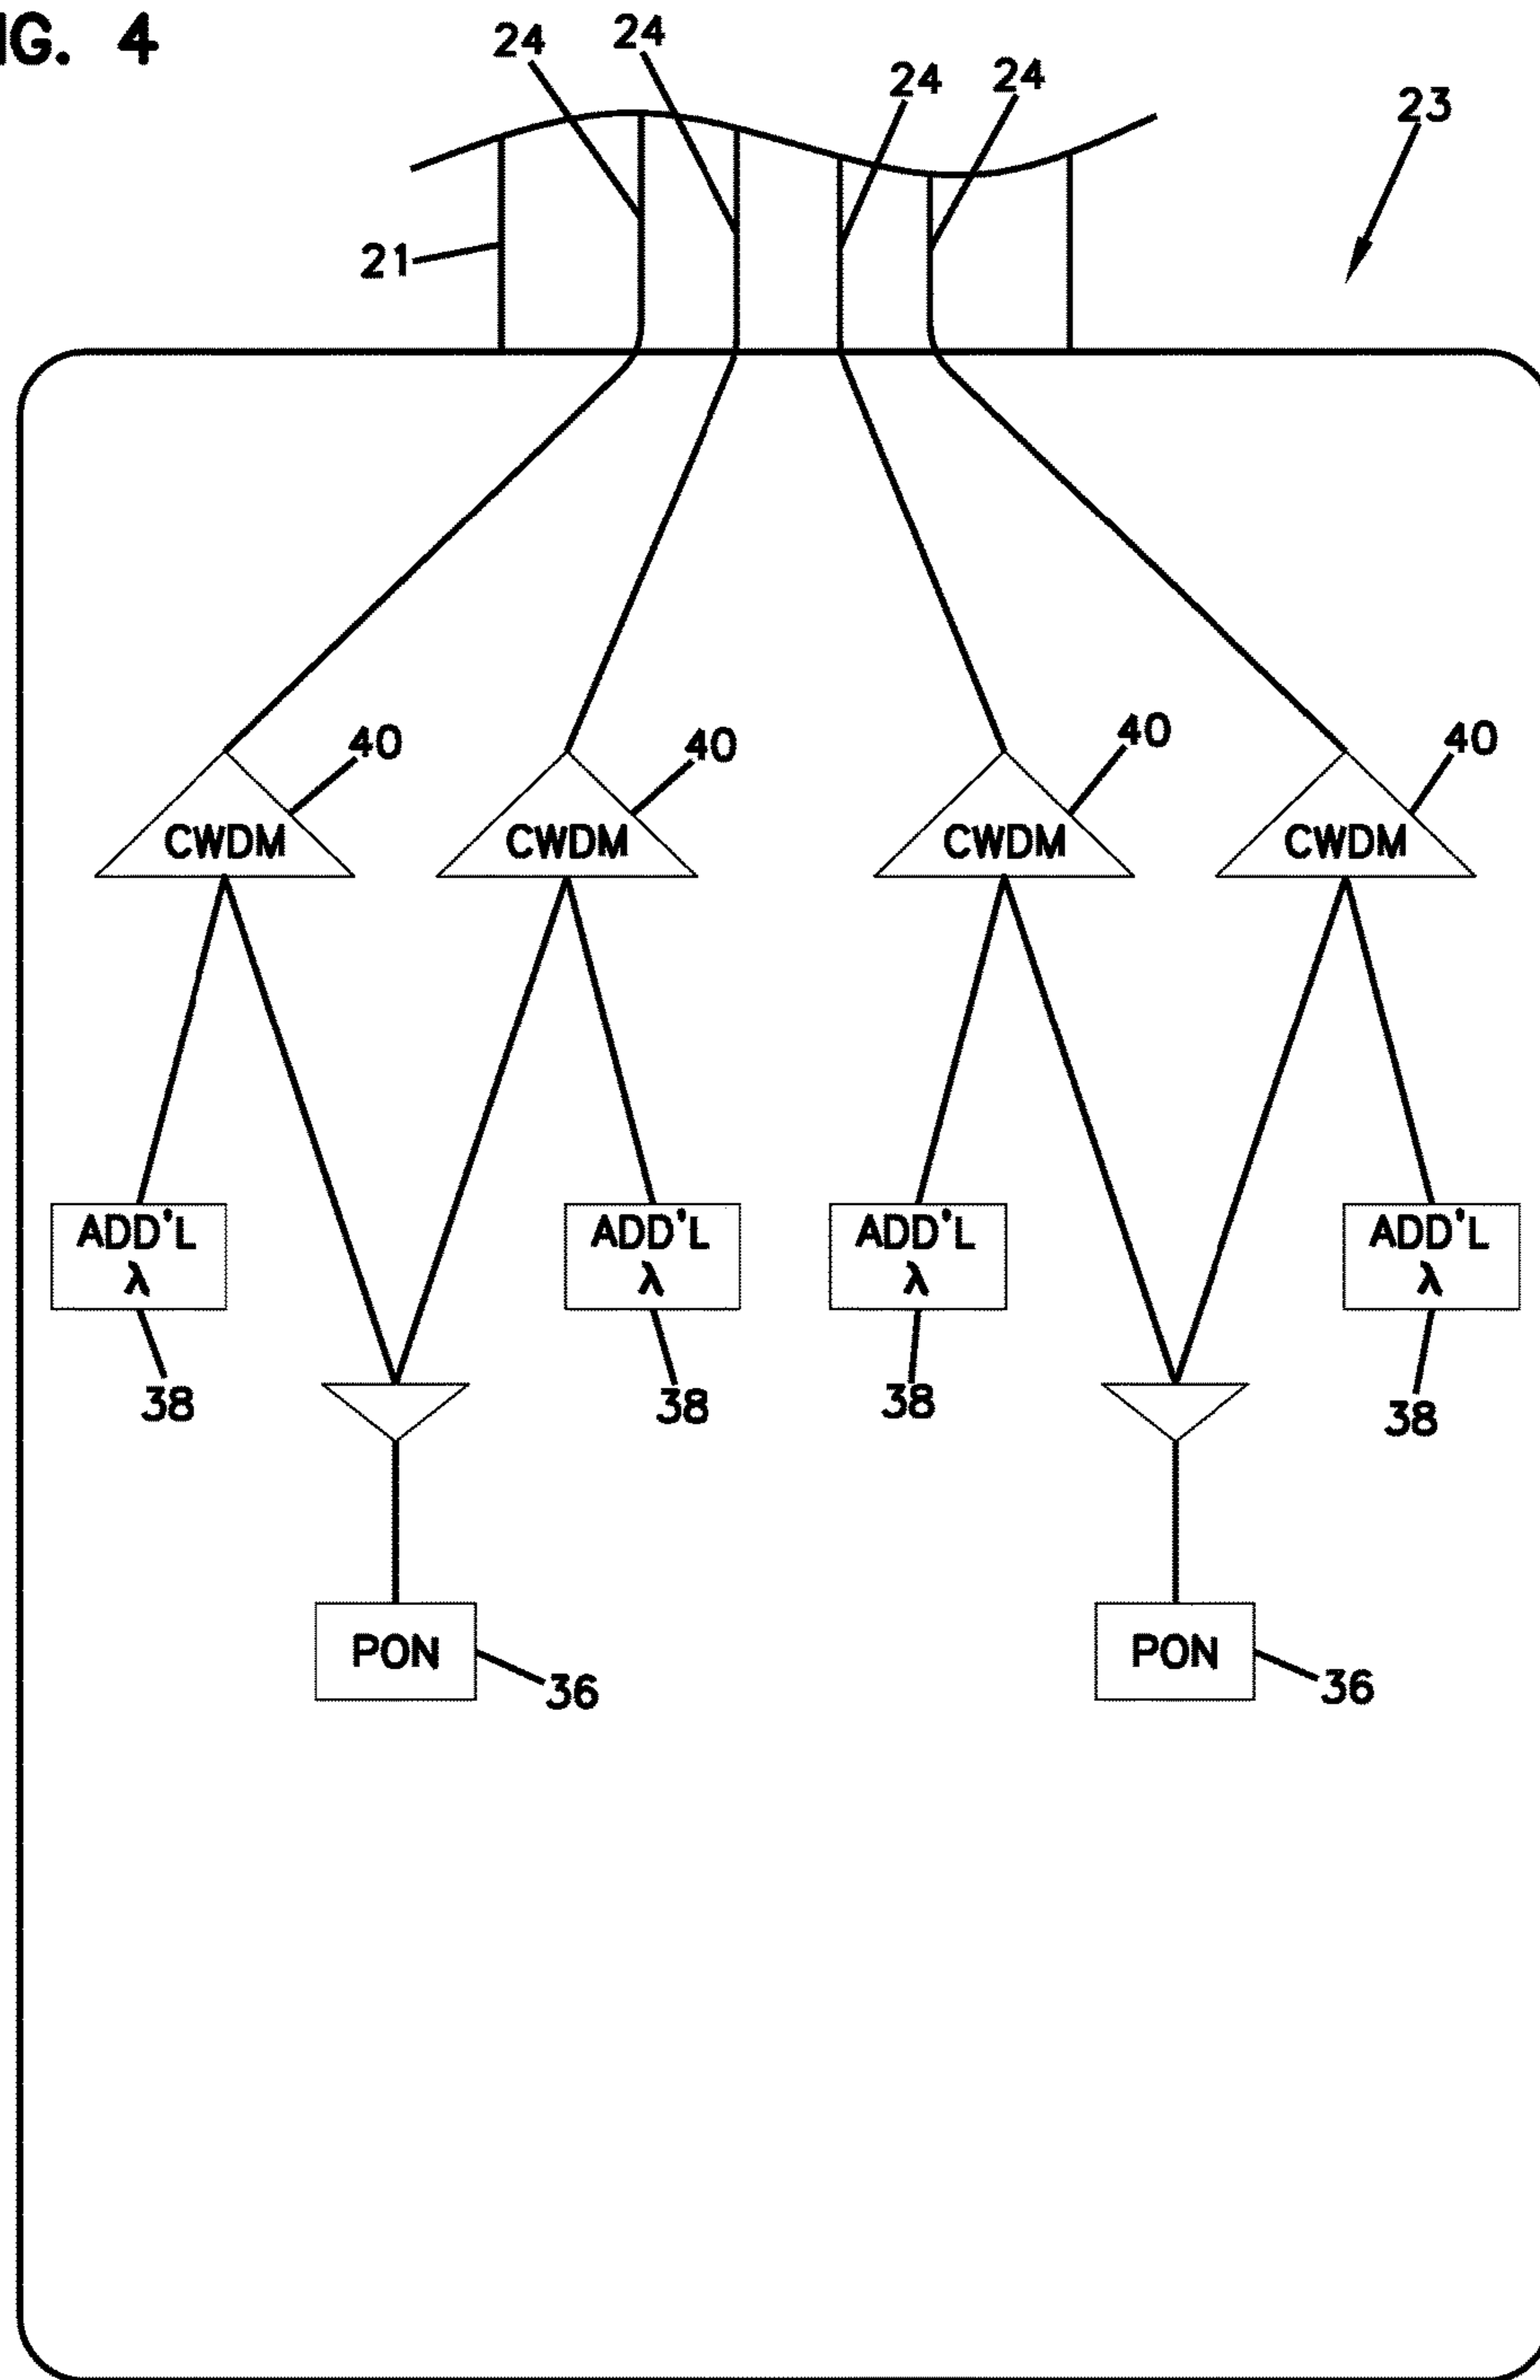 IG. 4
24 24 24 24 23
21
40 40 40 40
CWDM CWDM CWDM CWDM
ADD'L ADD'L ADD'L ADD'L
λ λ λ λ
38 38 38 38
PON PON
36 36